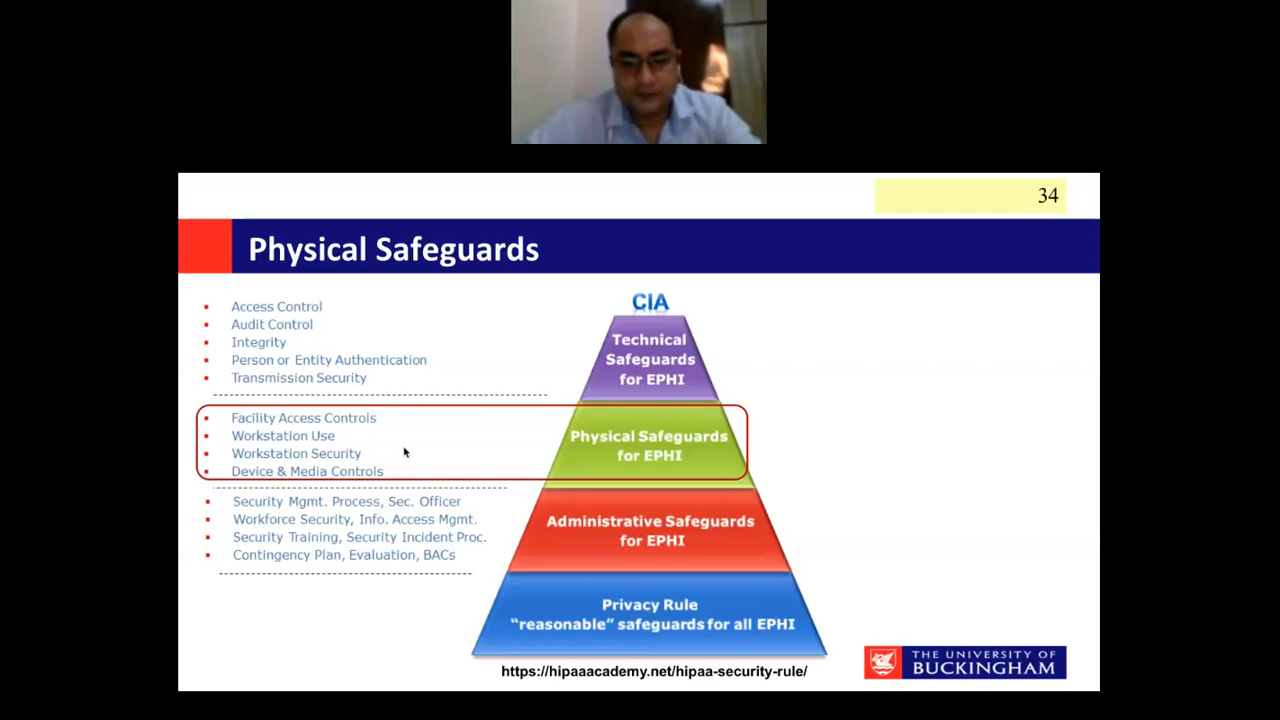 34
Physical Safeguards
Access Control
Audit Control
Integrity
Person or Entity Authentication
Transmission Security
Facility Access Controls
Workstation Use
Workstation Security
Device & Media Controls
Security Mgmt. Process, Sec. Officer
Workforce Security, Info. Access Mgmt.
Security Training, Security Incident Proc.
Contingency Plan, Evaluation, BACs
CIA
Technical
Safeguards
for EPHI
Physical Safeguards
for EPHI
Administrative Safeguards
for EPHI
Privacy Rule
“reasonable” safeguards for all EPHI
https://hipaaacademy.net/hipaa-security-rule/
THE UNIVERSITY OF
BUCKINGHAM